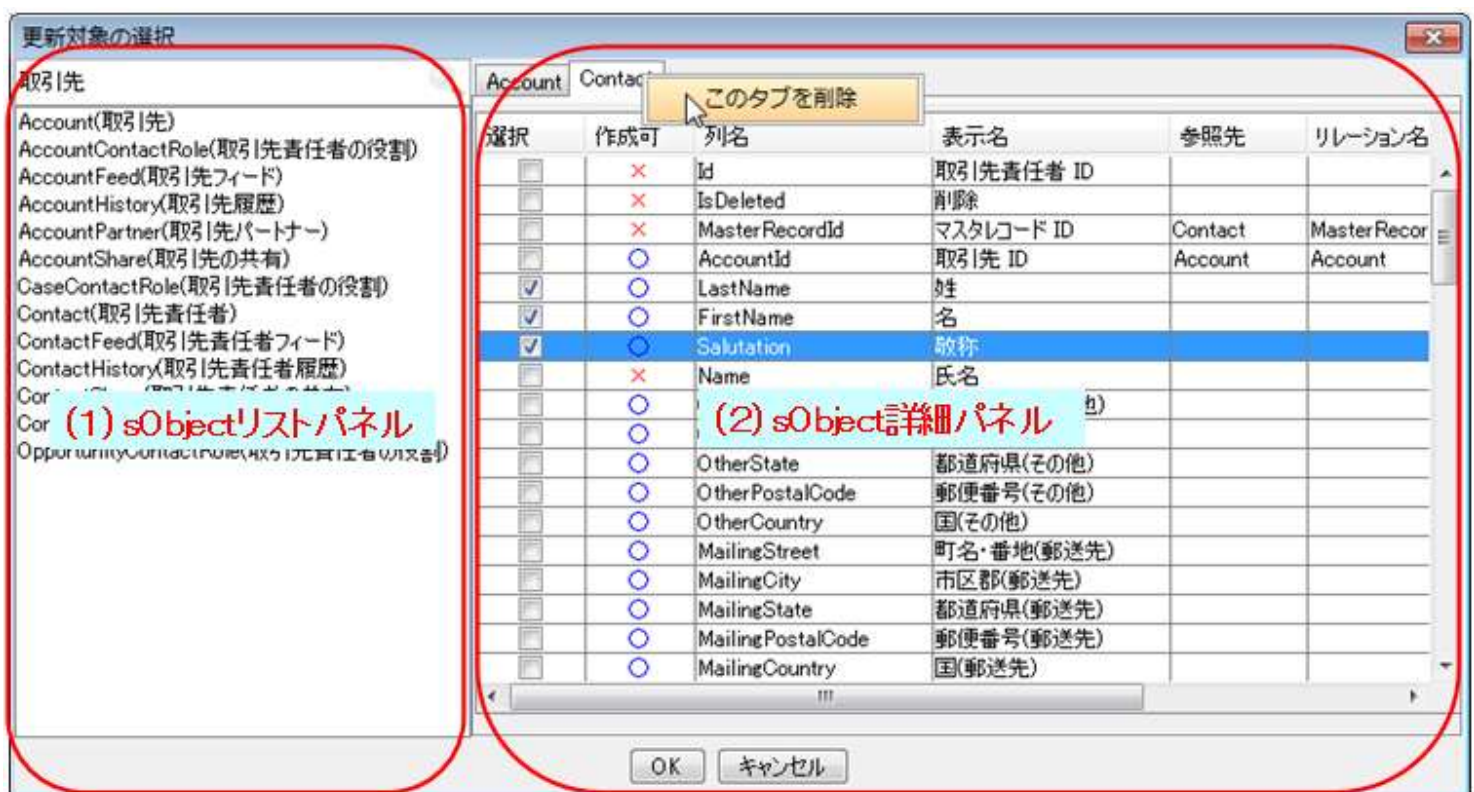 更新対象の選択
取引先
Account(取引先)
AccountContactRole(取引先責任者の役割)
AccountFeed(取引先フィード)
AccountHistory(取引先履歴)
AccountPartner(取引先パートナー)
AccountShare(取引先の共有)
CaseContactRole(取引先責任者の役割)
Contact(取引先責任者)
ContactFeed(取引先責任者フィード)
ContactHistory(取引先責任者履歴)
(1) sObjectリストパネル
OpportunityContactRole(取引先責任者の役割)
Account Contact
このタブを削除
選択 作成可 列名 表示名 参照先 リレーション名
× Id 取引先責任者 ID
× IsDeleted 削除
× MasterRecordId マスタレコード ID Contact MasterRecor
○ AccountId 取引先 ID Account Account
○ LastName 姓
○ FirstName 名
○ Salutation 敬称
× Name 氏名
○
(2) sObject詳細パネル
○
○ OtherState 都道府県(その他)
○ OtherPostalCode 郵便番号(その他)
○ OtherCountry 国(その他)
○ MailingStreet 町名・番地(郵送先)
○ MailingCity 市区郡(郵送先)
○ MailingState 都道府県(郵送先)
○ MailingPostalCode 郵便番号(郵送先)
○ MailingCountry 国(郵送先)
OK キャンセル